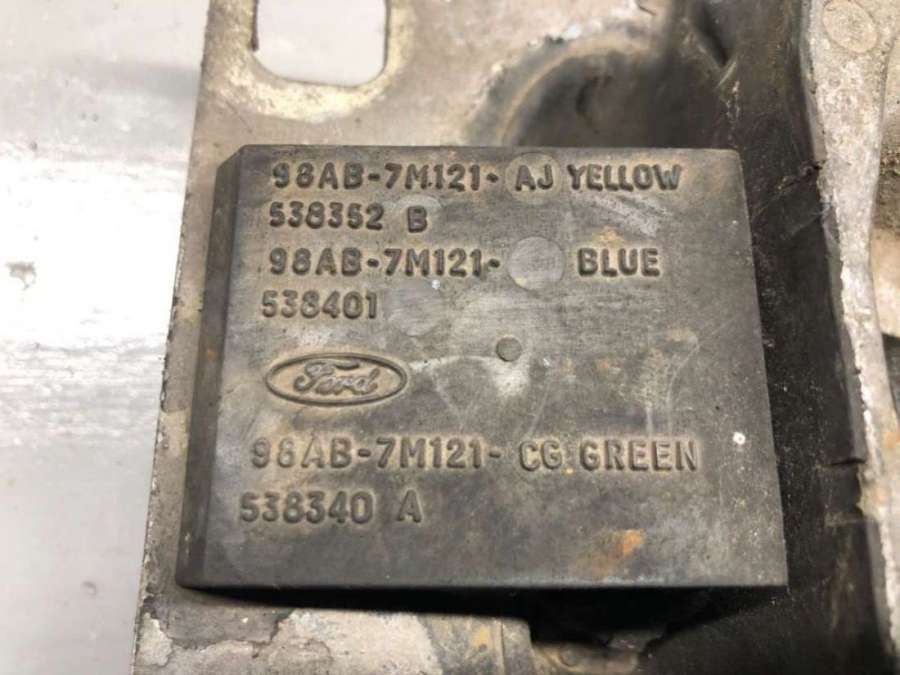 98AB-7M121-AJ YELLOW
538352 B
98AB-7M121- BLUE
538401
Ford
98AB-7M121-CG GREEN
538340 A